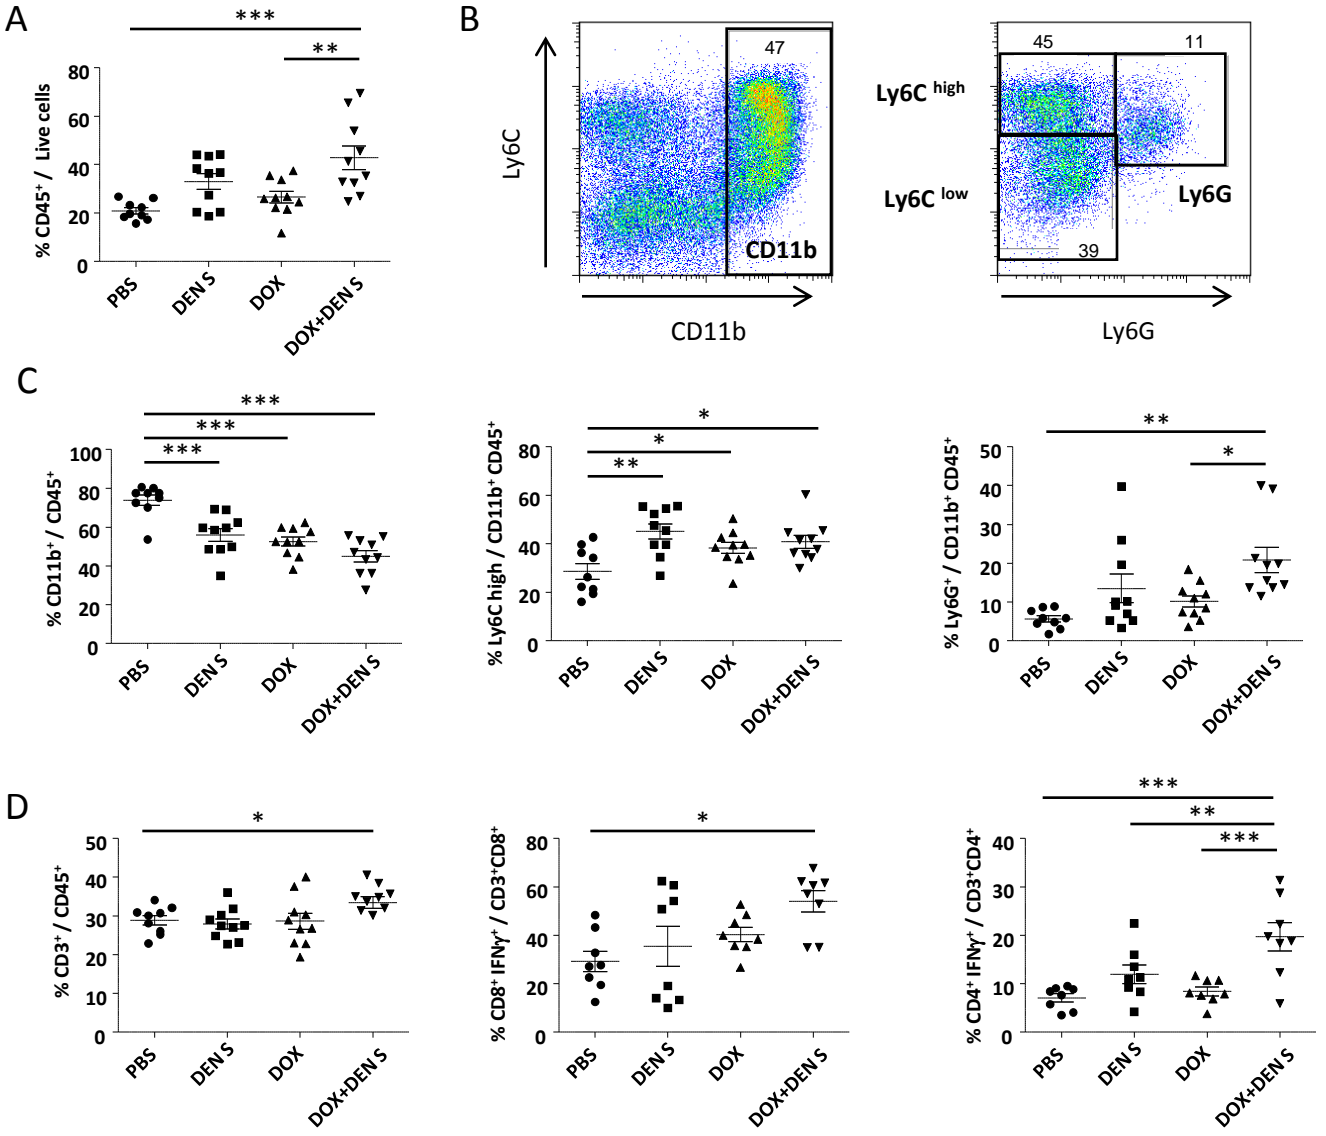 A
***
**
% CD45⁺ / Live cells
80
60
40
20
0
PBS
DEN S
DOX
DOX+DEN S
B
47
CD11b
Ly6C
CD11b
45
11
Ly6C high
Ly6C low
Ly6G
39
Ly6G
C
***
***
***
% CD11b⁺ / CD45⁺
100
80
60
40
20
0
PBS
DEN S
DOX
DOX+DEN S
*
*
**
% Ly6C high / CD11b⁺ CD45⁺
80
60
40
20
0
PBS
DEN S
DOX
DOX+DEN S
**
*
% Ly6G⁺ / CD11b⁺ CD45⁺
50
40
30
20
10
0
PBS
DEN S
DOX
DOX+DEN S
D
*
% CD3⁺ / CD45⁺
50
40
30
20
10
0
PBS
DEN S
DOX
DOX+DEN S
*
% CD8⁺ IFNγ⁺ / CD3⁺CD8⁺
80
60
40
20
0
PBS
DEN S
DOX
DOX+DEN S
***
**
***
% CD4⁺ IFNγ⁺ / CD3⁺CD4⁺
40
30
20
10
0
PBS
DEN S
DOX
DOX+DEN S